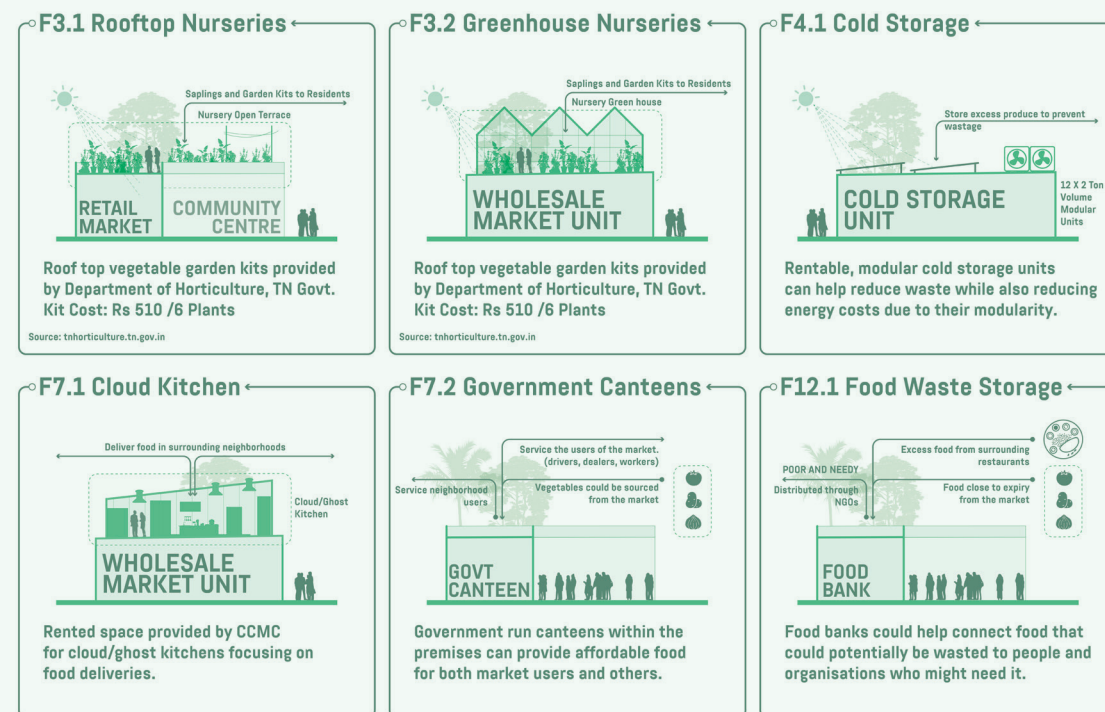 F3.1 Rooftop Nurseries
Saplings and Garden Kits to Residents
Nursery Open Terrace
RETAIL
MARKET
COMMUNITY
CENTRE
Roof top vegetable garden kits provided
by Department of Horticulture, TN Govt.
Kit Cost: Rs 510 /6 Plants
Source: tnhorticulture.tn.gov.in
F3.2 Greenhouse Nurseries
Saplings and Garden Kits to Residents
Nursery Green house
WHOLESALE
MARKET UNIT
Roof top vegetable garden kits provided
by Department of Horticulture, TN Govt.
Kit Cost: Rs 510 /6 Plants
Source: tnhorticulture.tn.gov.in
F4.1 Cold Storage
Store excess produce to prevent
wastage
COLD STORAGE
UNIT
12 X 2 Ton
Volume
Modular
Units
Rentable, modular cold storage units
can help reduce waste while also reducing
energy costs due to their modularity.
F7.1 Cloud Kitchen
Deliver food in surrounding neighborhoods
Cloud/Ghost
Kitchen
WHOLESALE
MARKET UNIT
Rented space provided by CCMC
for cloud/ghost kitchens focusing on
food deliveries.
F7.2 Government Canteens
Service the users of the market.
(drivers, dealers, workers)
Service neighborhood
users
Vegetables could be sourced
from the market
GOVT
CANTEEN
Government run canteens within the
premises can provide affordable food
for both market users and others.
F12.1 Food Waste Storage
Excess food from surrounding
restaurants
POOR AND NEEDY
Distributed through
NGOs
Food close to expiry
from the market
FOOD
BANK
Food banks could help connect food that
could potentially be wasted to people and
organisations who might need it.